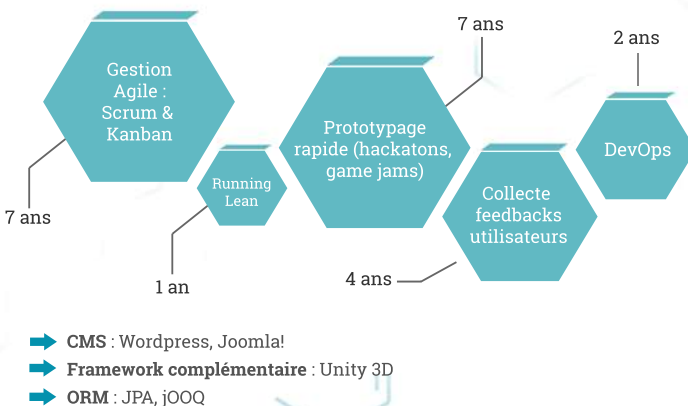 7 ans
2 ans
Gestion
Agile :
Scrum &
Kanban
Prototypage
rapide (hackatons,
game jams)
DevOps
Running
Lean
Collecte
feedbacks
utilisateurs
7 ans
1 an
4 ans
CMS : Wordpress, Joomla!
Framework complémentaire : Unity 3D
ORM : JPA, jOOQ